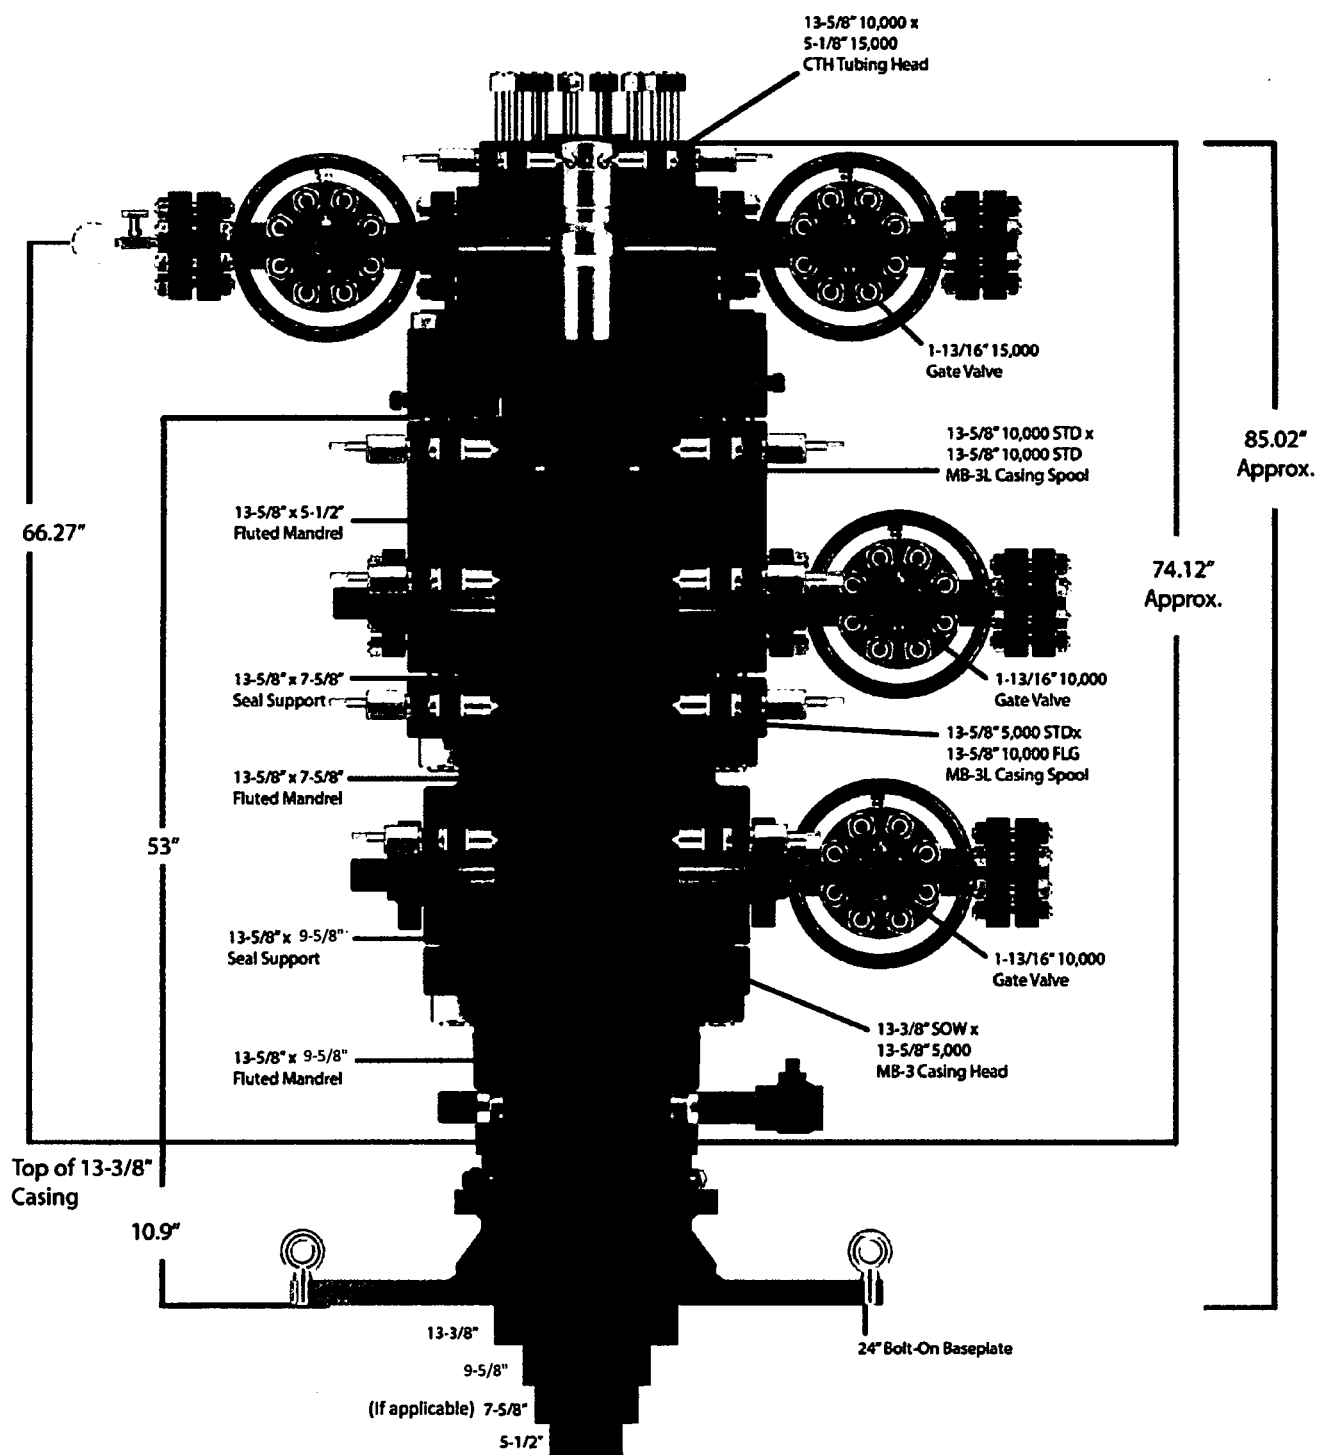 13-5/8" 10,000 x
5-1/8" 15,000
CTH Tubing Head
1-13/16" 15,000
Gate Valve
13-5/8" 10,000 STD x
13-5/8" 10,000 STD
MB-3L Casing Spool
85.02"
Approx.
13-5/8" x 5-1/2"
Fluted Mandrel
66.27"
74.12"
Approx.
13-5/8" x 7-5/8"
Seal Support
1-13/16" 10,000
Gate Valve
13-5/8" 5,000 STDx
13-5/8" 10,000 FLG
MB-3L Casing Spool
13-5/8" x 7-5/8"
Fluted Mandrel
53"
13-5/8" x 9-5/8"
Seal Support
1-13/16" 10,000
Gate Valve
13-3/8" SOW x
13-5/8" 5,000
MB-3 Casing Head
13-5/8" x 9-5/8"
Fluted Mandrel
Top of 13-3/8"
Casing
10.9"
13-3/8"
24" Bolt-On Baseplate
9-5/8"
(If applicable) 7-5/8"
5-1/2"